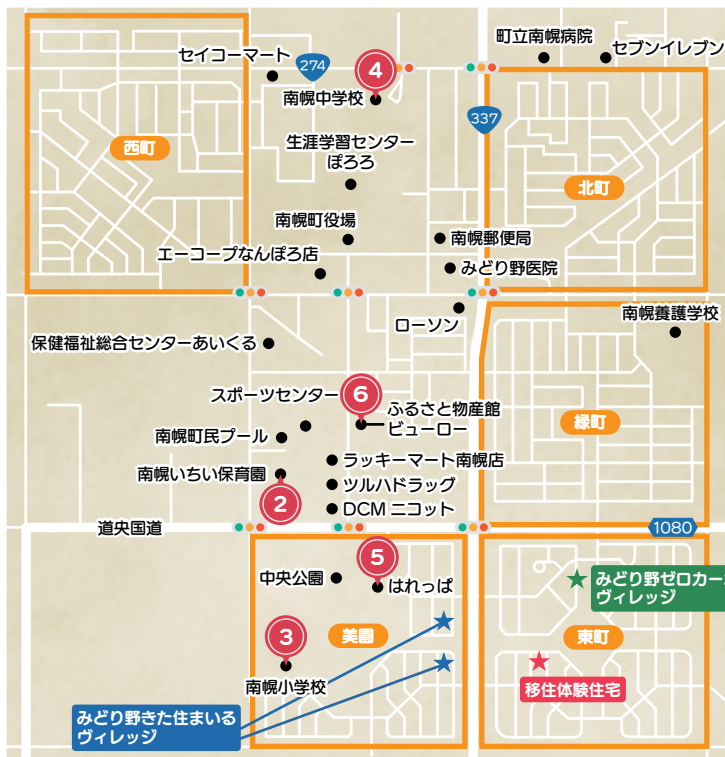 町立南幌病院
セブンイレブン
セイコーマート
274
4
南幌中学校
337
西町
生涯学習センター
ぽろろ
北町
南幌町役場
南幌郵便局
エーコープなんぽろ店
みどり野医院
ローソン
南幌養護学校
保健福祉総合センターあいくる
スポーツセンター
6
ふるさと物産館
ビューロー
南幌町民プール
緑町
南幌いちい保育園
ラッキーマート南幌店
2
ツルハドラッグ
DCM ニコット
道央国道
1080
5
中央公園
はれっぱ
みどり野ゼロカー
ヴィレッジ
3
美園
東町
南幌小学校
移住体験住宅
みどり野きた住まいる
ヴィレッジ